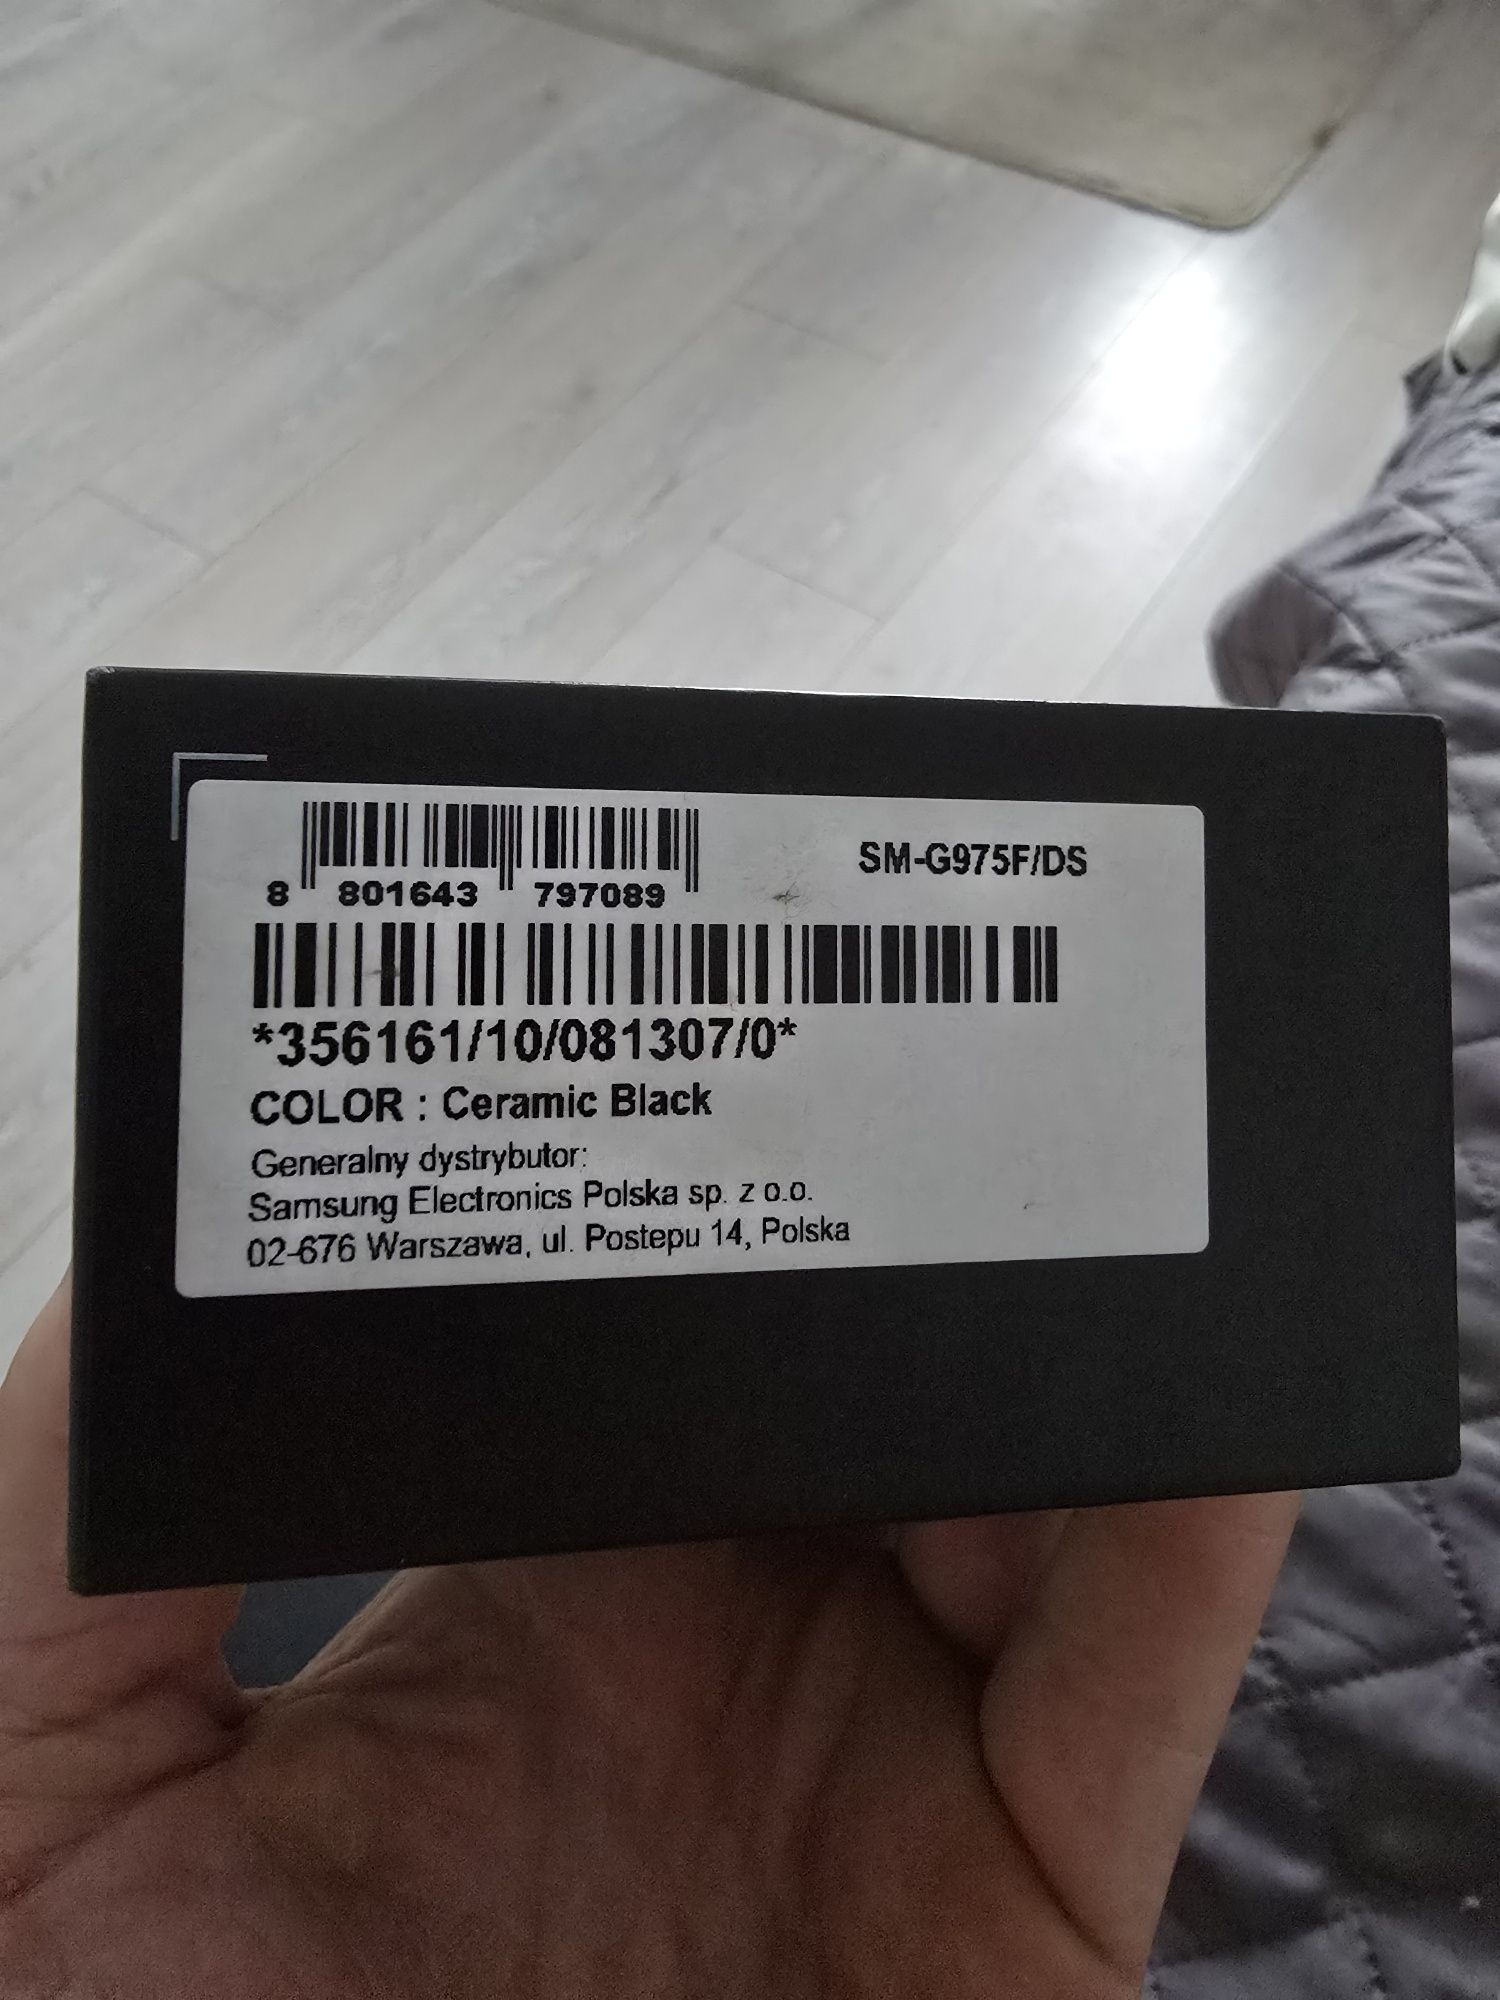 SM-G975F/DS
8 801643 797089
*356161/10/081307/0*
COLOR : Ceramic Black
Generalny dystrybutor:
Samsung Electronics Polska sp. z o.o.
02-676 Warszawa, ul. Postepu 14, Polska